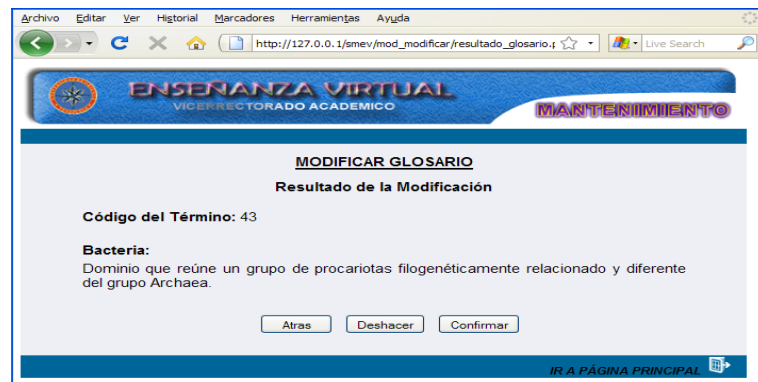 Archivo Editar Ver Historial Marcadores Herramientas Ayuda
http://127.0.0.1/smev/mod_modificar/resultado_glosario.p
Live Search
ENSEÑANZA VIRTUAL
VICERRECTORADO ACADEMICO
MANTENIMIENTO
MODIFICAR GLOSARIO
Resultado de la Modificación
Código del Término: 43
Bacteria:
Dominio que reúne un grupo de procariotas filogenéticamente relacionado y diferente
del grupo Archaea.
Atras Deshacer Confirmar
IR A PÁGINA PRINCIPAL